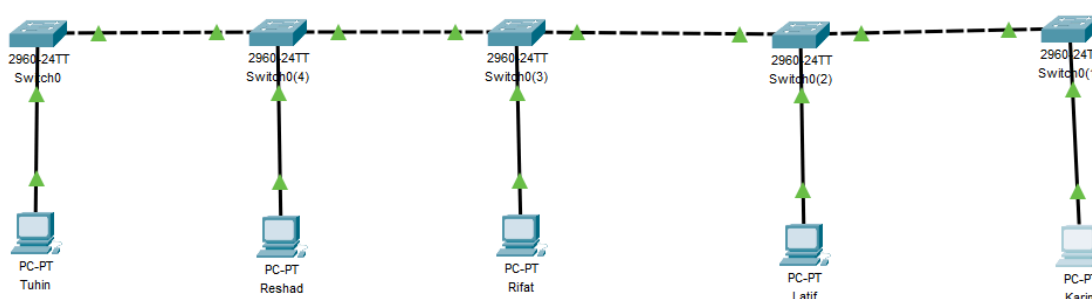 2960-24TT
Switch0
2960-24TT
Switch0(4)
2960-24TT
Switch0(3)
2960-24TT
Switch0(2)
PC-PT
Tuhin
PC-PT
Reshad
PC-PT
Rifat
PC-PT
Latif